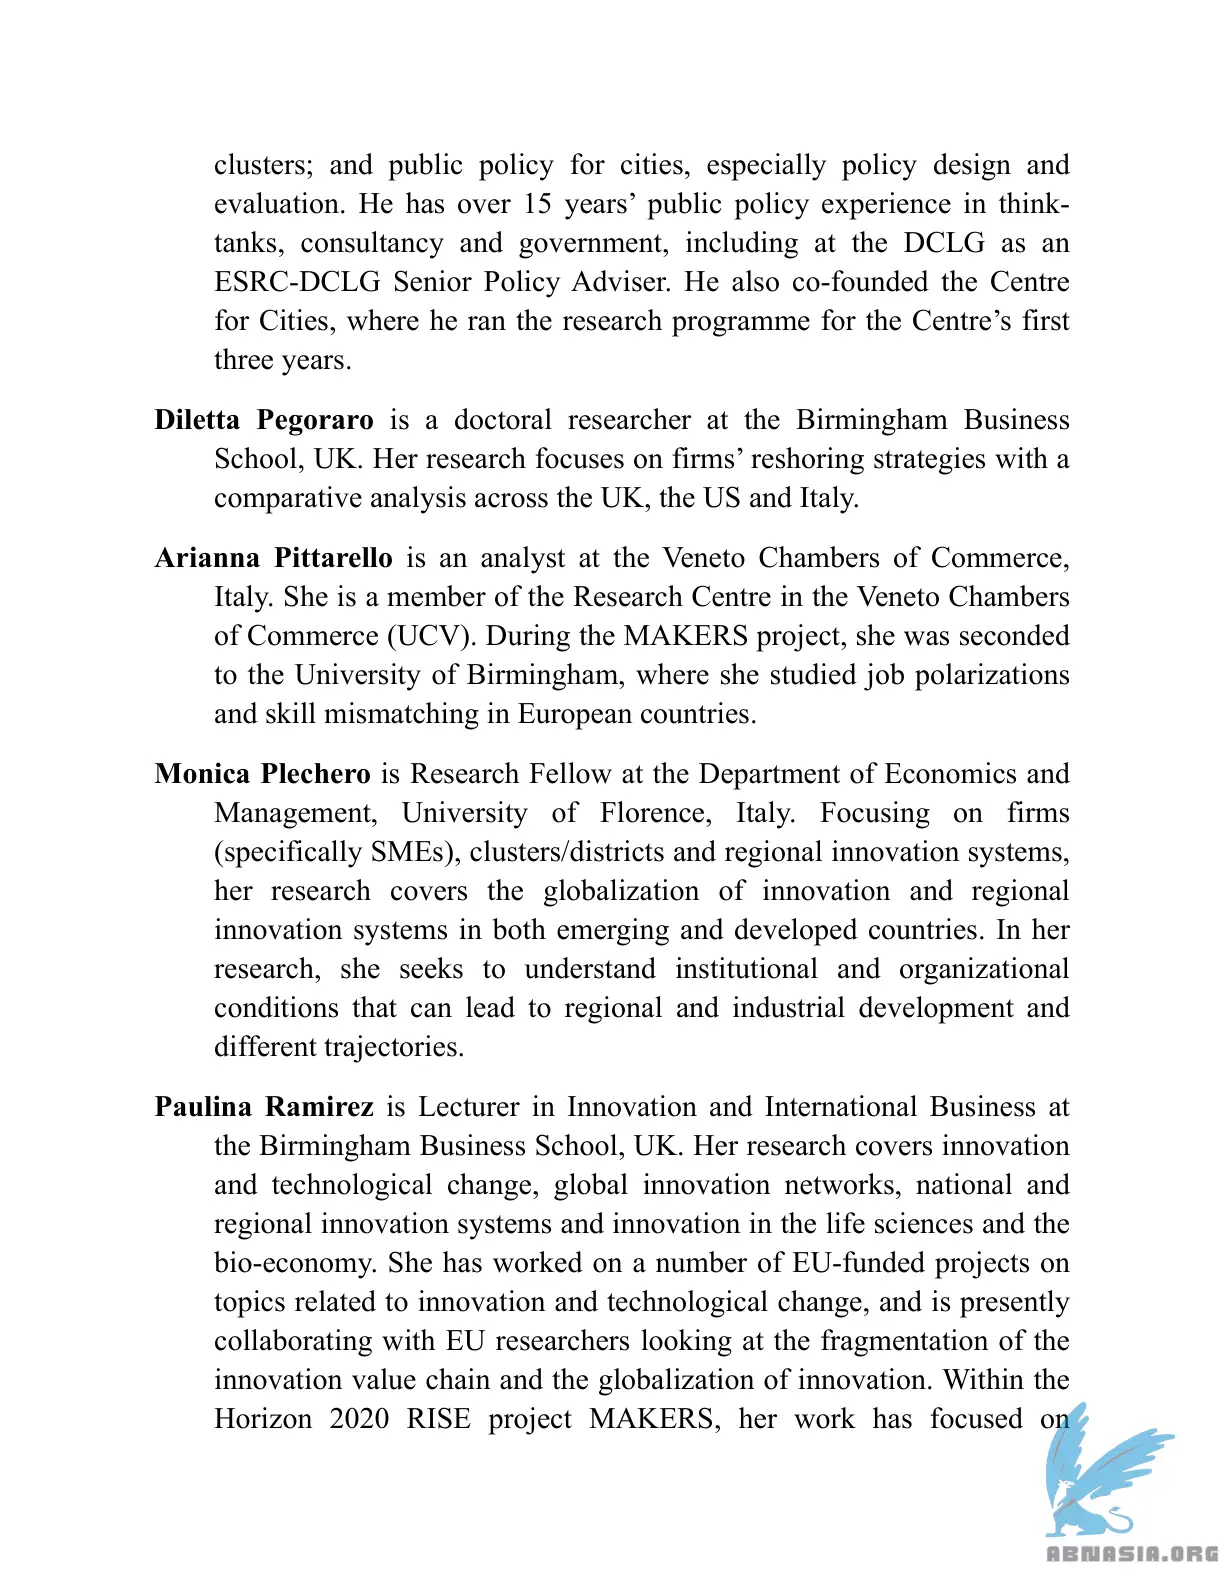 clusters; and public policy for cities, especially policy design and
evaluation. He has over 15 years’ public policy experience in think-
tanks, consultancy and government, including at the DCLG as an
ESRC-DCLG Senior Policy Adviser. He also co-founded the Centre
for Cities, where he ran the research programme for the Centre’s first
three years.
Diletta Pegoraro is a doctoral researcher at the Birmingham Business
School, UK. Her research focuses on firms’ reshoring strategies with a
comparative analysis across the UK, the US and Italy.
Arianna Pittarello is an analyst at the Veneto Chambers of Commerce,
Italy. She is a member of the Research Centre in the Veneto Chambers
of Commerce (UCV). During the MAKERS project, she was seconded
to the University of Birmingham, where she studied job polarizations
and skill mismatching in European countries.
Monica Plechero is Research Fellow at the Department of Economics and
Management, University of Florence, Italy. Focusing on firms
(specifically SMEs), clusters/districts and regional innovation systems,
her research covers the globalization of innovation and regional
innovation systems in both emerging and developed countries. In her
research, she seeks to understand institutional and organizational
conditions that can lead to regional and industrial development and
different trajectories.
Paulina Ramirez is Lecturer in Innovation and International Business at
the Birmingham Business School, UK. Her research covers innovation
and technological change, global innovation networks, national and
regional innovation systems and innovation in the life sciences and the
bio-economy. She has worked on a number of EU-funded projects on
topics related to innovation and technological change, and is presently
collaborating with EU researchers looking at the fragmentation of the
innovation value chain and the globalization of innovation. Within the
Horizon 2020 RISE project MAKERS, her work has focused on
ABNASIA.ORG